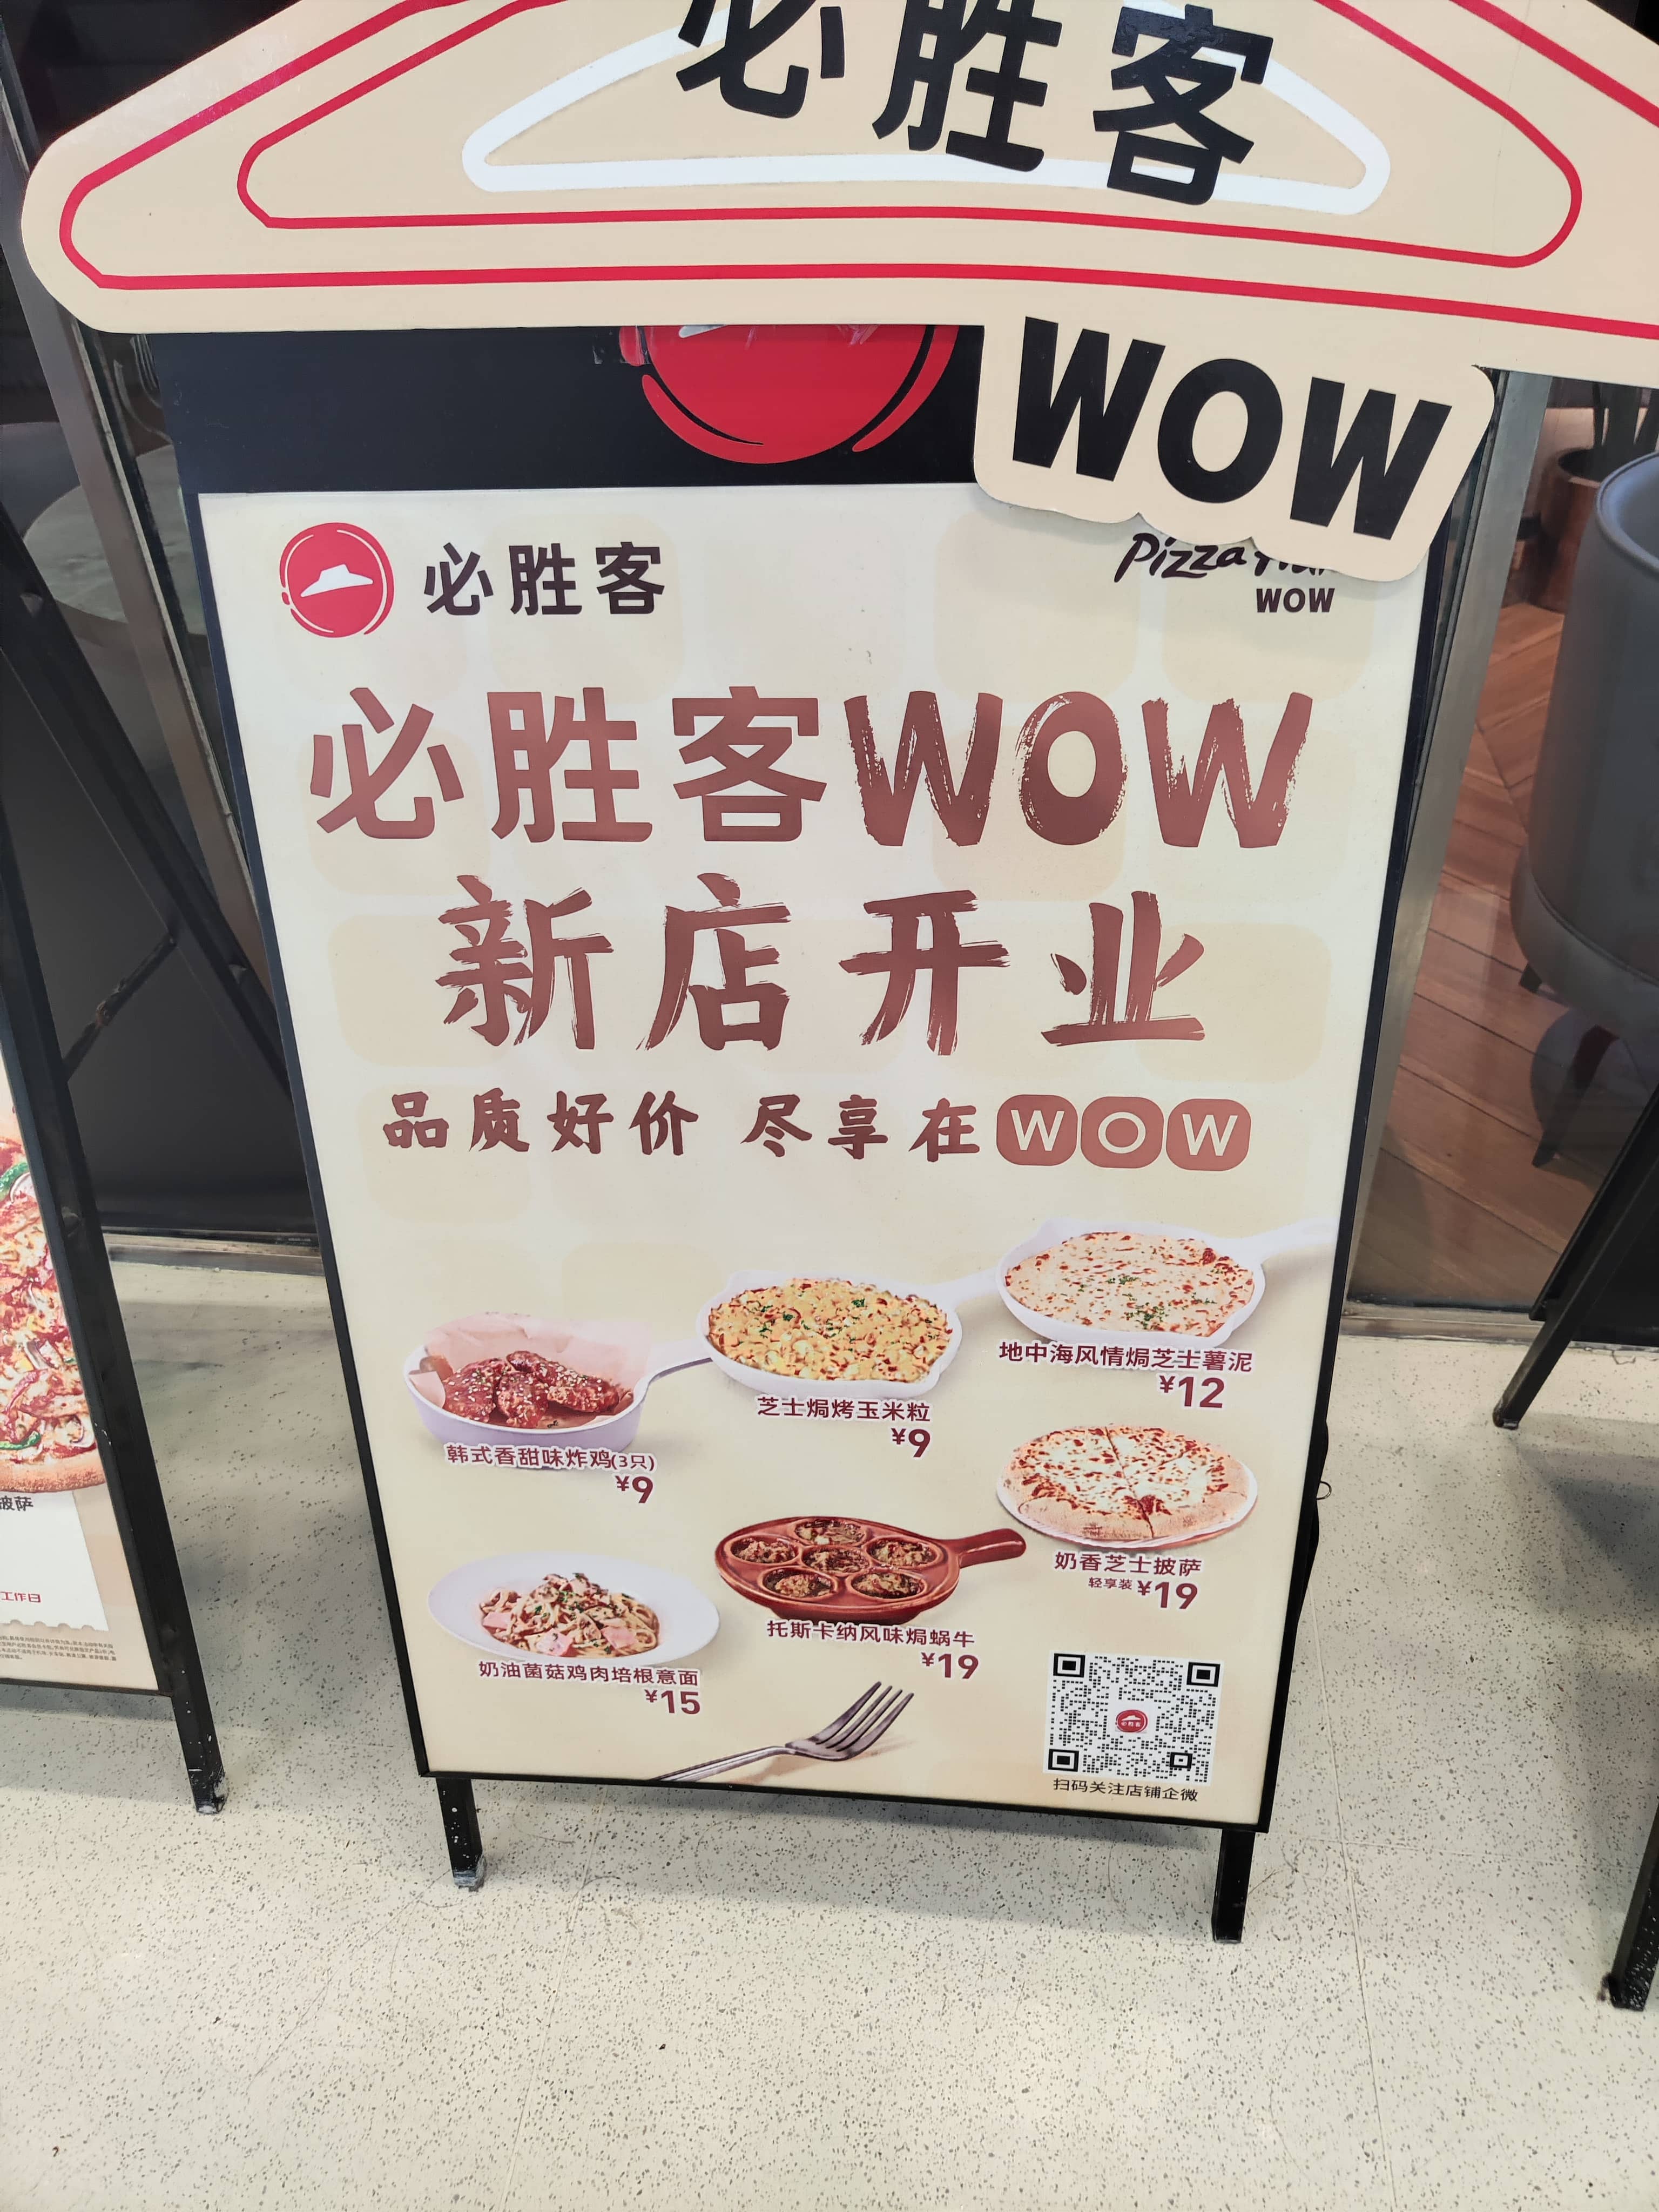 必胜客
WOW
必胜客
Pizza
WOW
必胜客WOW
新店开业
品质好价 尽享在WOW
地中海风情焗芝士薯泥
¥12
芝士焗烤玉米粒
¥9
韩式香甜味炸鸡(3只)
¥9
奶香芝士披萨
轻享装¥19
托斯卡纳风味焗蜗牛
¥19
奶油菌菇鸡肉培根意面
¥15
必胜客
扫码关注店铺企微
披萨
工作日